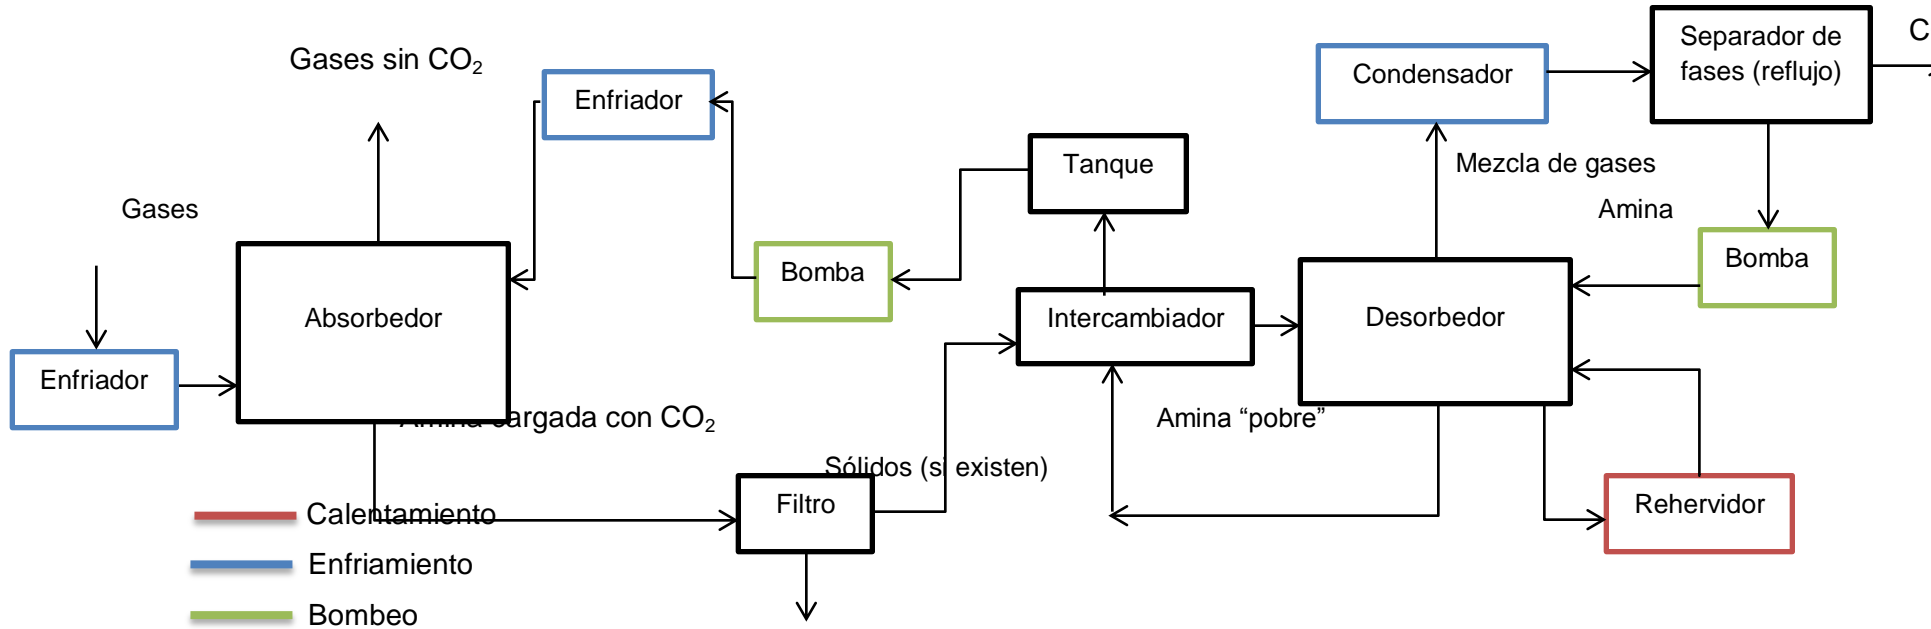 Gases sin CO₂
Enfriador
Condensador
Separador de
fases (reflujo)
C
Tanque
Mezcla de gases
Gases
Amina
Bomba
Bomba
Absorbedor
Intercambiador
Desorbedor
Enfriador
Amina cargada con CO₂
Amina “pobre”
Sólidos (si existen)
Filtro
Rehervidor
Calentamiento
Enfriamiento
Bombeo